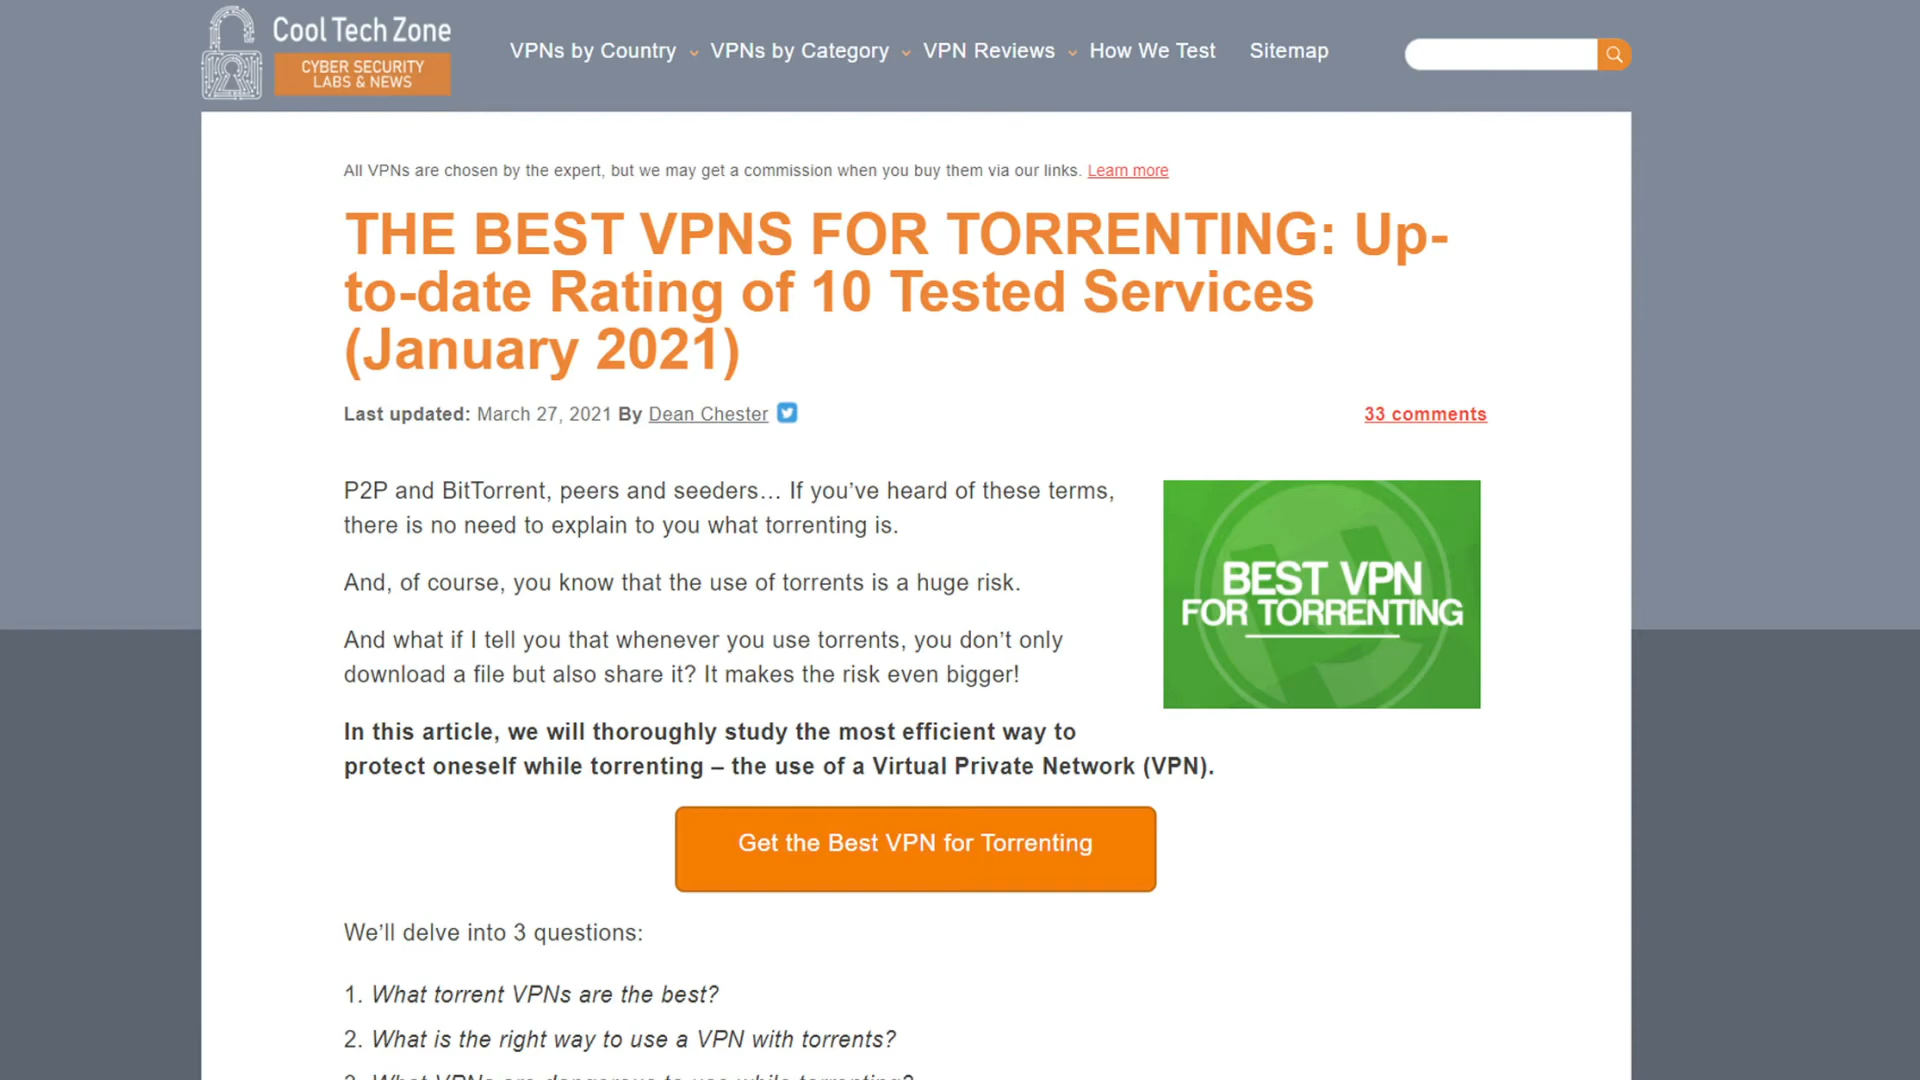 Cool Tech Zone
CYBER SECURITY
LABS & NEWS
VPNs by Country VPNs by Category VPN Reviews How We Test Sitemap
All VPNs are chosen by the expert, but we may get a commission when you buy them via our links. Learn more
THE BEST VPNS FOR TORRENTING: Up-
to-date Rating of 10 Tested Services
(January 2021)
Last updated: March 27, 2021 By Dean Chester
33 comments
P2P and BitTorrent, peers and seeders… If you’ve heard of these terms,
there is no need to explain to you what torrenting is.
And, of course, you know that the use of torrents is a huge risk.
And what if I tell you that whenever you use torrents, you don’t only
download a file but also share it? It makes the risk even bigger!
BEST VPN
FOR TORRENTING
In this article, we will thoroughly study the most efficient way to
protect oneself while torrenting – the use of a Virtual Private Network (VPN).
Get the Best VPN for Torrenting
We’ll delve into 3 questions:
1. What torrent VPNs are the best?
2. What is the right way to use a VPN with torrents?
3. What VPNs are dangerous to use while torrenting?